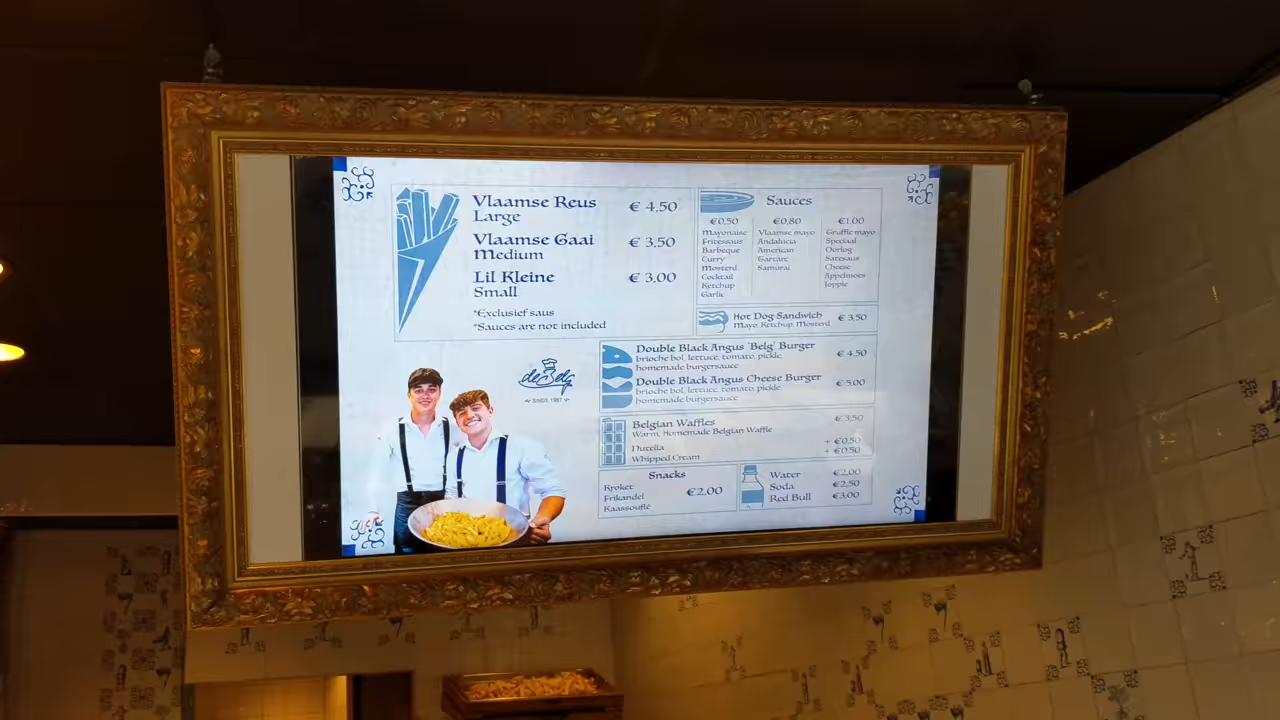 Vlaamse Reus € 4,50
Large
Vlaamse Gaai € 3,50
Medium
Lil Kleine € 3,00
Small
*Exclusief saus
*Sauces are not included
Sauces
€0,50
Mayonaise
Fritessaus
Barbeque
Curry
Mosterd
Cocktail
Ketchup
Garlic
€0,80
Vlaamse mayo
Andalucia
American
Tartare
Samurai
€1,00
Truffle mayo
Speciaal
Oorlog
Satesaus
Cheese
Appelmoes
Joppie
Hot Dog Sandwich € 3,50
Mayo, Ketchup, Mosterd
Double Black Angus 'Belg' Burger € 4,50
brioche bol, lettuce, tomato, pickle,
homemade burgersauce
Double Black Angus Cheese Burger € 5,00
brioche bol, lettuce, tomato, pickle,
homemade burgersauce
de Belg
SINDS 1987
Belgian Waffles € 3,50
Warm, Homemade Belgian Waffle
Nutella + €0,50
Whipped Cream + €0,50
Snacks
Kroket
Frikandel €2,00
Kaassoufle
Water €2,00
Soda €2,50
Red Bull €3,00